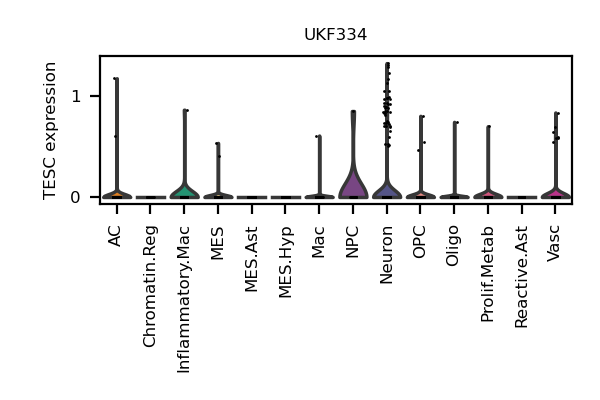 UKF334
TESC expression
1
0
AC
Chromatin.Reg
Inflammatory.Mac
MES
MES.Ast
MES.Hyp
Mac
NPC
Neuron
OPC
Oligo
Prolif.Metab
Reactive.Ast
Vasc